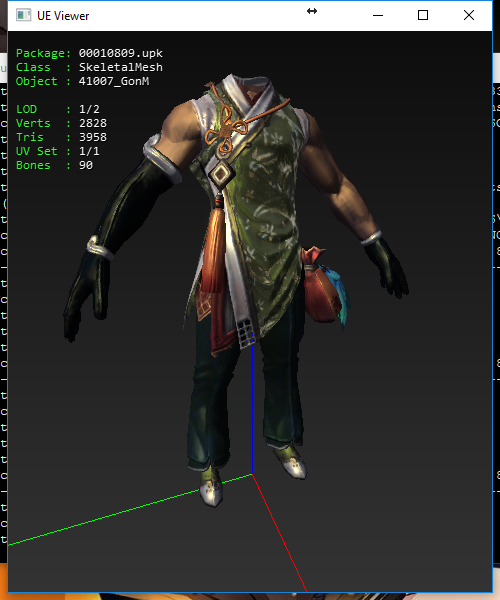 UE Viewer
Package: 00010809.upk
Class : SkeletalMesh
Object : 41007_GonM
LOD : 1/2
Verts : 2828
Tris : 3958
UV Set : 1/1
Bones : 90